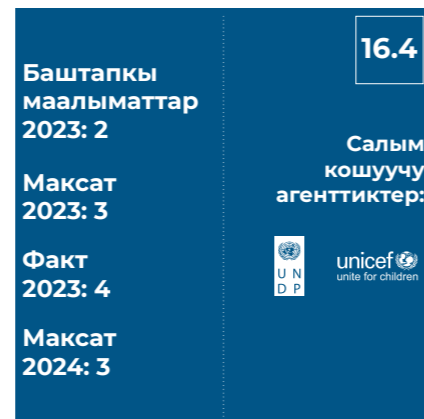 Баштапкы
маалыматтар
2023: 2
Максат
2023: 3
Факт
2023: 4
Максат
2024: 3
16.4
Салым
кошуучу
агенттиктер:
U N
D P
unicef
unite for children